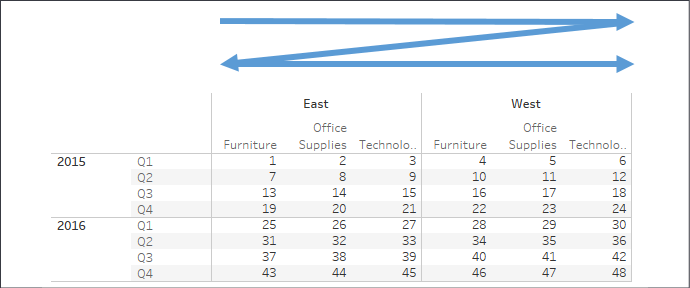 East West
Office Office
Furniture Supplies Technolo.. Furniture Supplies Technolo..
2015 Q1 1 2 3 4 5 6
Q2 7 8 9 10 11 12
Q3 13 14 15 16 17 18
Q4 19 20 21 22 23 24
2016 Q1 25 26 27 28 29 30
Q2 31 32 33 34 35 36
Q3 37 38 39 40 41 42
Q4 43 44 45 46 47 48